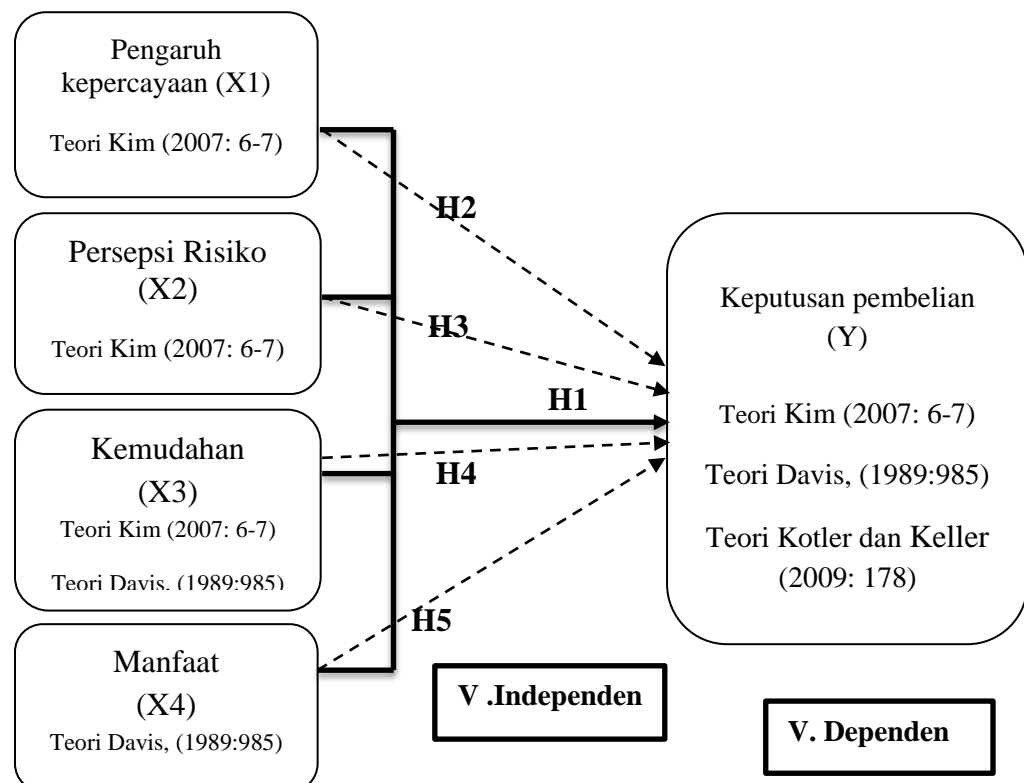 Pengaruh
kepercayaan (X1)
Teori Kim (2007: 6-7)
Persepsi Risiko
(X2)
Teori Kim (2007: 6-7)
Kemudahan
(X3)
Teori Kim (2007: 6-7)
Teori Davis, (1989:985)
Manfaat
(X4)
Teori Davis, (1989:985)
H2
H3
H1
H4
H5
Keputusan pembelian
(Y)
Teori Kim (2007: 6-7)
Teori Davis, (1989:985)
Teori Kotler dan Keller
(2009: 178)
V .Independen
V. Dependen